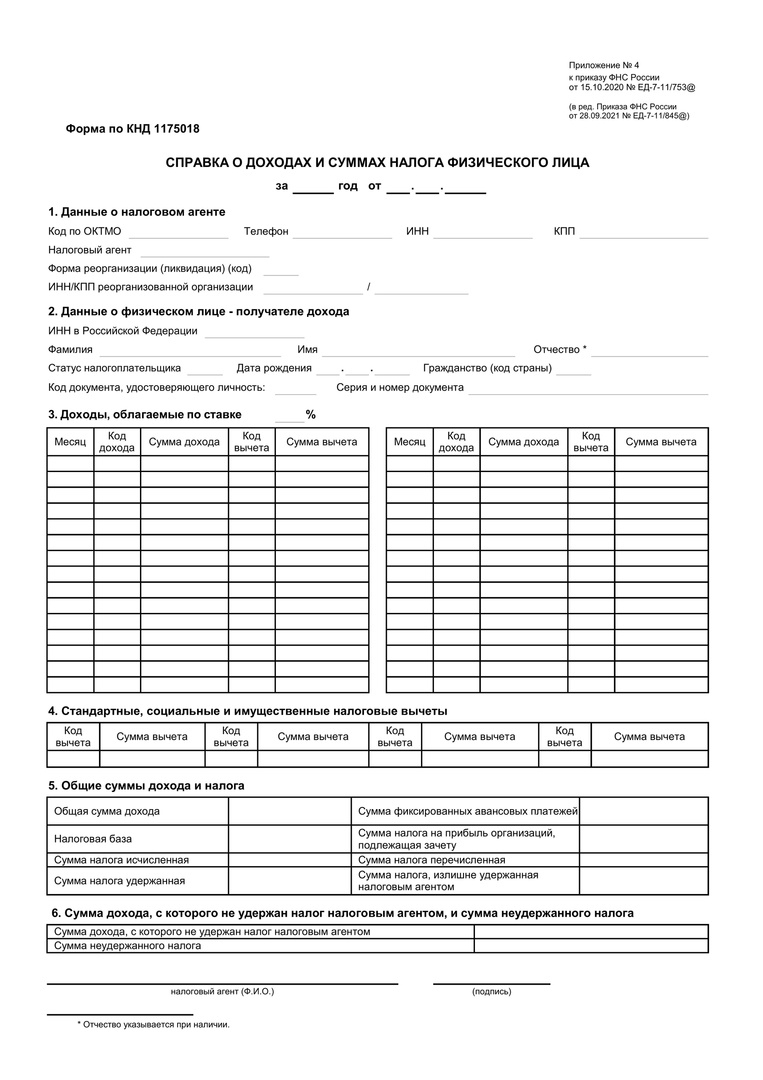 Приложение № 4
к приказу ФНС России
от 15.10.2020 № ЕД-7-11/753@
(в ред. Приказа ФНС России
от 28.09.2021 № ЕД-7-11/845@)
Форма по КНД 1175018
СПРАВКА О ДОХОДАХ И СУММАХ НАЛОГА ФИЗИЧЕСКОГО ЛИЦА
за ______ год от ___.___.______
1. Данные о налоговом агенте
Код по ОКТМО Телефон ИНН КПП
Налоговый агент
Форма реорганизации (ликвидации) (код)
ИНН/КПП реорганизованной организации /
2. Данные о физическом лице - получателе дохода
ИНН в Российской Федерации
Фамилия Имя Отчество *
Статус налогоплательщика Дата рождения . . Гражданство (код страны)
Код документа, удостоверяющего личность: Серия и номер документа
3. Доходы, облагаемые по ставке %
Месяц Код дохода Сумма дохода Код вычета Сумма вычета Месяц Код дохода Сумма дохода Код вычета Сумма вычета
4. Стандартные, социальные и имущественные налоговые вычеты
Код вычета Сумма вычета Код вычета Сумма вычета Код вычета Сумма вычета Код вычета Сумма вычета
5. Общие суммы дохода и налога
Общая сумма дохода Сумма фиксированных авансовых платежей
Налоговая база Сумма налога на прибыль организаций,
подлежащая зачету
Сумма налога исчисленная Сумма налога перечисленная
Сумма налога удержанная Сумма налога, излишне удержанная
налоговым агентом
6. Сумма дохода, с которого не удержан налог налоговым агентом, и сумма неудержанного налога
Сумма дохода, с которого не удержан налог налоговым агентом
Сумма неудержанного налога
налоговый агент (Ф.И.О.) (подпись)
* Отчество указывается при наличии.